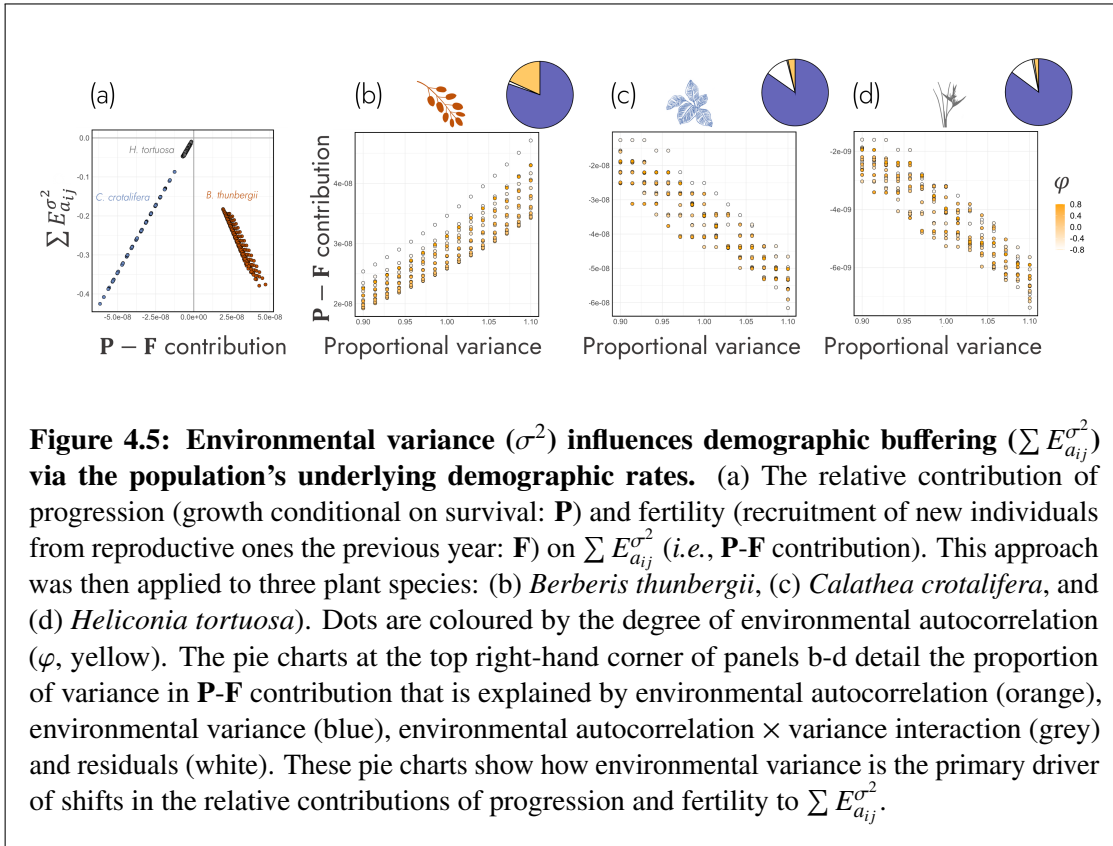 (a)
(b)
(c)
(d)
∑ E_{a_{ij}}^{σ²}
0.0
-0.1
-0.2
-0.3
-0.4
H. tortuosa
C. crotalifera
B. thunbergii
-5.0e-08 -2.5e-08 0.0e+00 2.5e-08 5.0e-08
P − F contribution
P − F contribution
4e-08
3e-08
2e-08
0.90 0.95 1.00 1.05 1.10
Proportional variance
-2e-08
-3e-08
-4e-08
-5e-08
-6e-08
0.90 0.95 1.00 1.05 1.10
Proportional variance
-2e-09
-4e-09
-6e-09
0.90 0.95 1.00 1.05 1.10
Proportional variance
φ
0.8
0.4
0.0
-0.4
-0.8
Figure 4.5: Environmental variance (σ²) influences demographic buffering (∑ E_{a_{ij}}^{σ²})
via the population's underlying demographic rates. (a) The relative contribution of
progression (growth conditional on survival: P) and fertility (recruitment of new individuals
from reproductive ones the previous year: F) on ∑ E_{a_{ij}}^{σ²} (i.e., P-F contribution). This approach
was then applied to three plant species: (b) Berberis thunbergii, (c) Calathea crotalifera, and
(d) Heliconia tortuosa). Dots are coloured by the degree of environmental autocorrelation
(φ, yellow). The pie charts at the top right-hand corner of panels b-d detail the proportion
of variance in P-F contribution that is explained by environmental autocorrelation (orange),
environmental variance (blue), environmental autocorrelation × variance interaction (grey)
and residuals (white). These pie charts show how environmental variance is the primary driver
of shifts in the relative contributions of progression and fertility to ∑ E_{a_{ij}}^{σ²}.